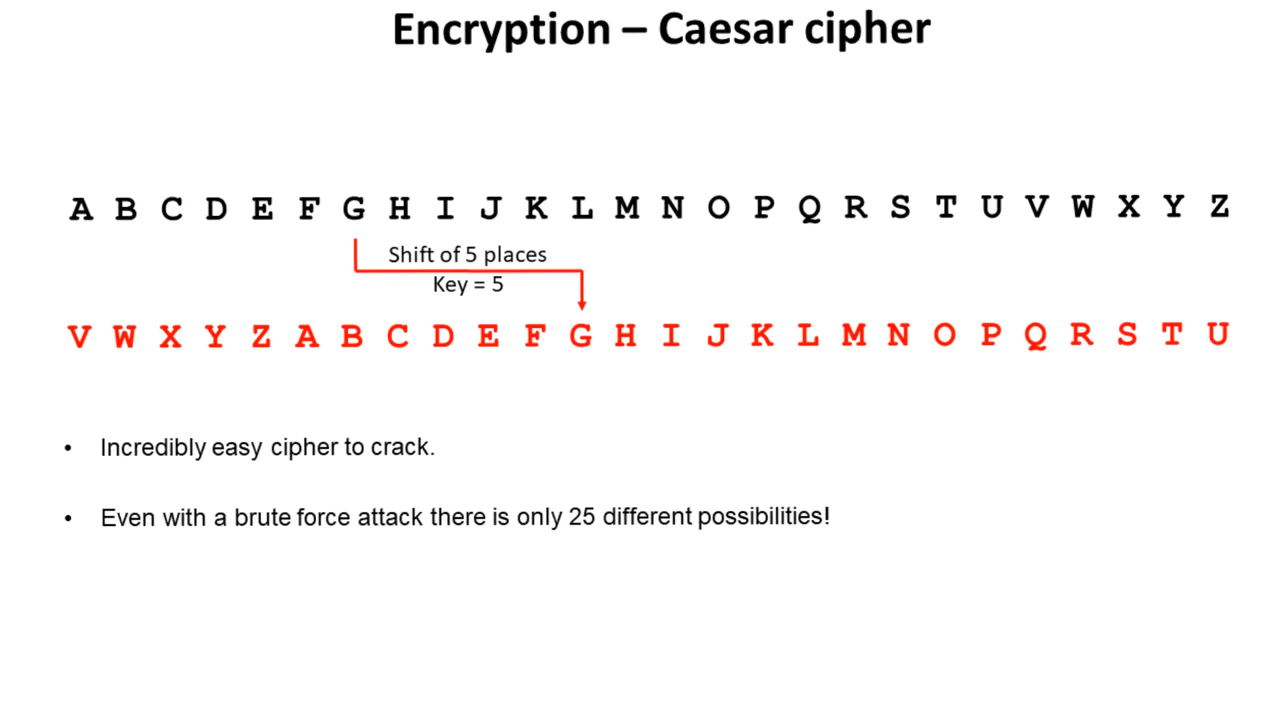 Encryption – Caesar cipher
A B C D E F G H I J K L M N O P Q R S T U V W X Y Z
Shift of 5 places
Key = 5
V W X Y Z A B C D E F G H I J K L M N O P Q R S T U
• Incredibly easy cipher to crack.
• Even with a brute force attack there is only 25 different possibilities!